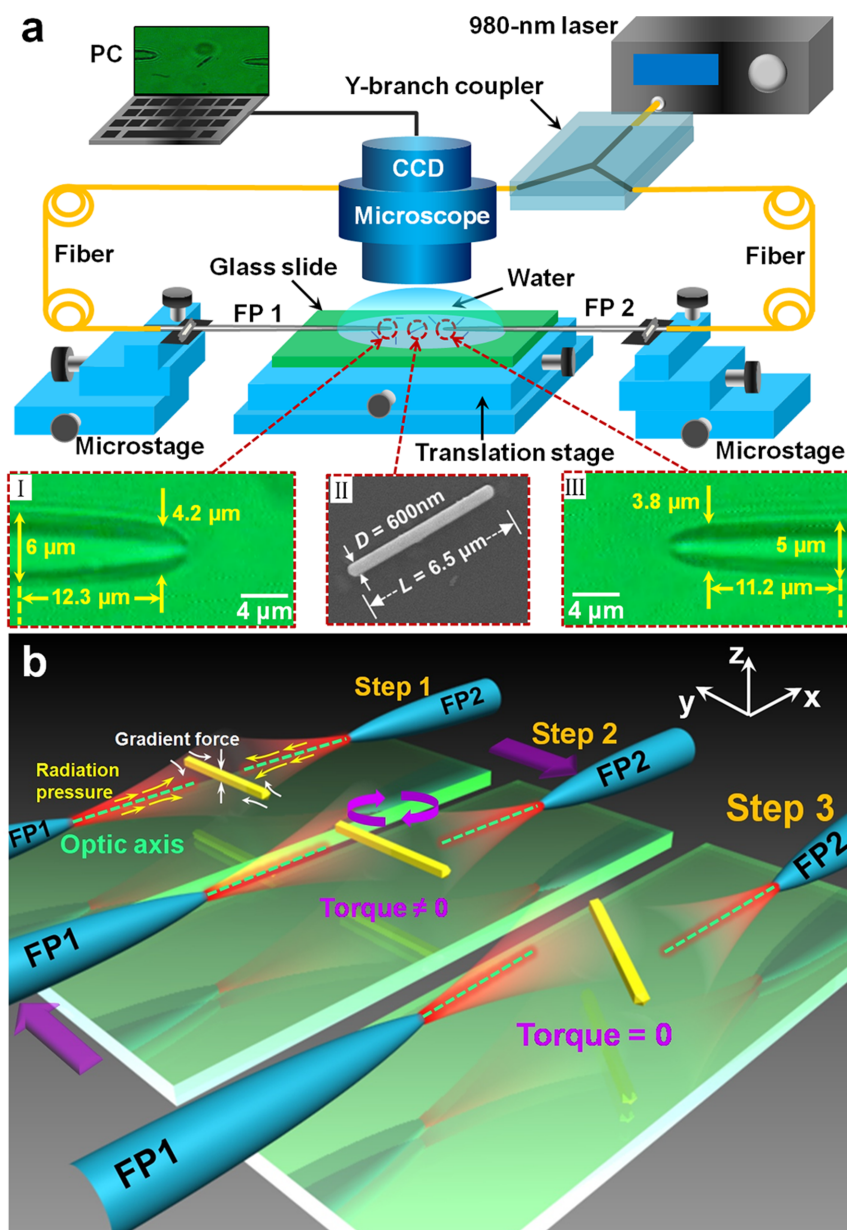 a
980-nm laser
PC
Y-branch coupler
CCD
Microscope
Fiber
Fiber
Glass slide
Water
FP 1
FP 2
Microstage
Translation stage
Microstage
I
4.2 µm
6 µm
12.3 µm
4 µm
II
D = 600nm
L = 6.5 µm
III
3.8 µm
5 µm
11.2 µm
4 µm
b
Step 1
FP2
z
y
x
Gradient force
Step 2
Radiation
pressure
FP2
FP1
Optic axis
Step 3
FP2
Torque ≠ 0
FP1
Torque = 0
FP1